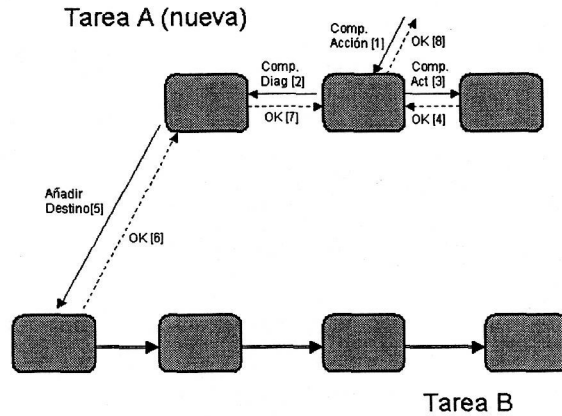 Tarea A (nueva)
Comp.
Acción [1]
OK [8]
Comp.
Diag [2]
Comp.
Act [3]
OK [7]
OK [4]
Añadir
Destino[5]
OK [6]
Tarea B